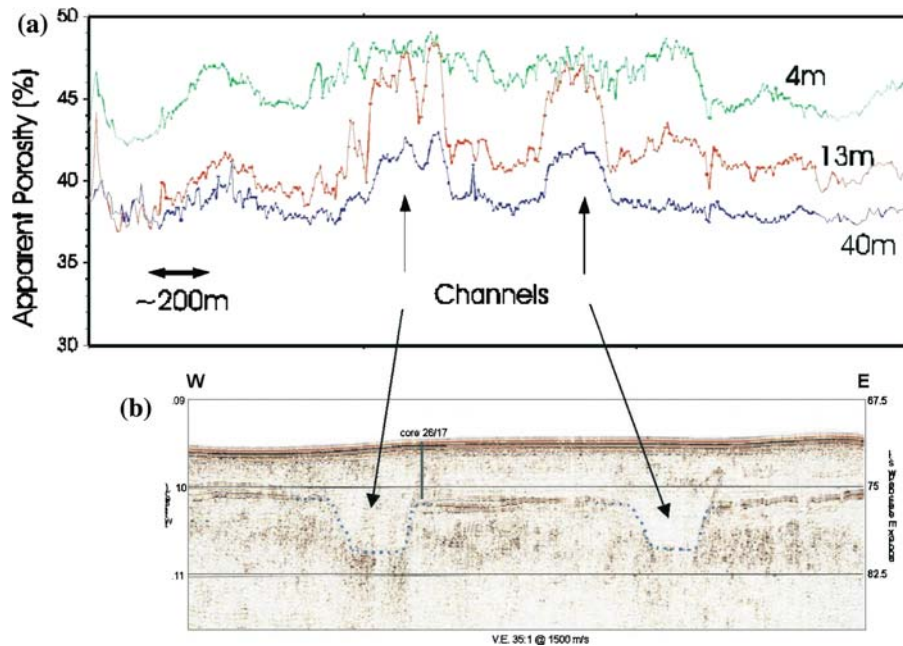 (a)
Apparent Porosity (%)
50
45
40
35
30
4m
13m
40m
~200m
Channels
(b)
W
E
.09
.10
.11
core 26/17
67.5
75
82.5
V.E. 35:1 @ 1500 m/s